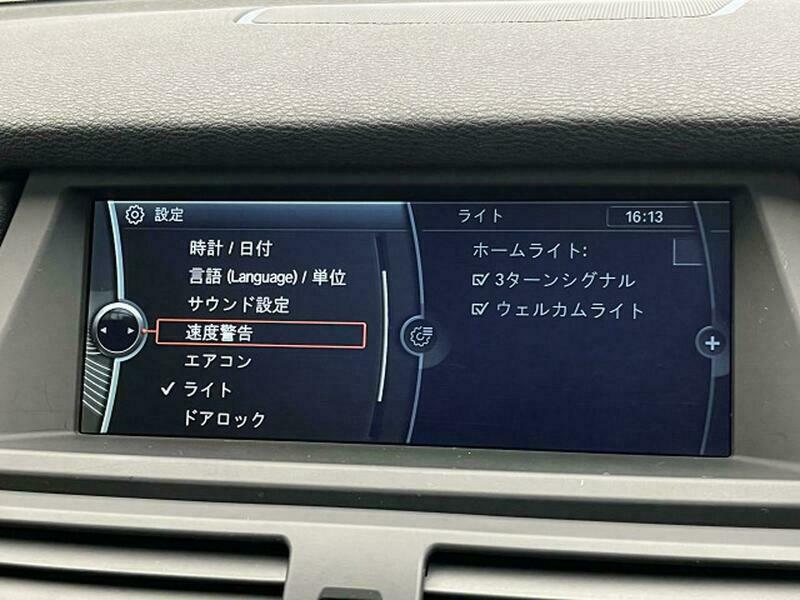 設定
時計 / 日付
言語 (Language) / 単位
サウンド設定
速度警告
エアコン
ライト
ドアロック
ライト
16:13
ホームライト:
3ターンシグナル
ウェルカムライト